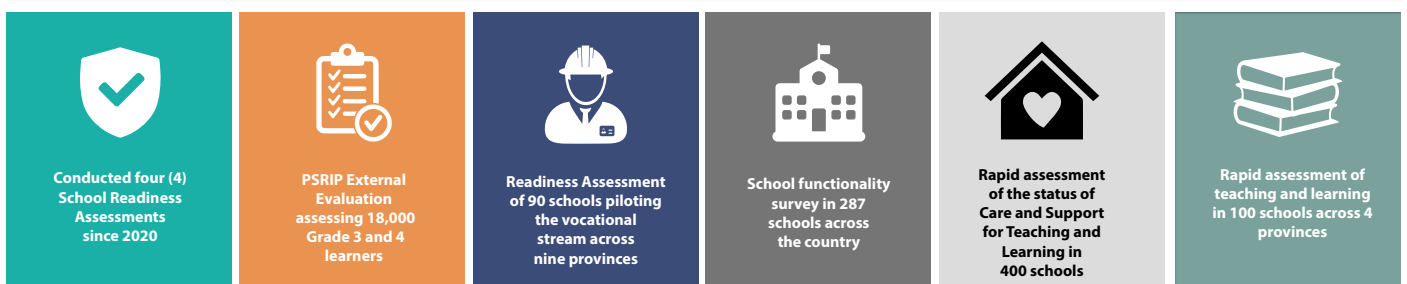 Conducted four (4)
School Readiness
Assessments
since 2020
PSRIP External
Evaluation
assessing 18,000
Grade 3 and 4
learners
Readiness Assessment
of 90 schools piloting
the vocational
stream across
nine provinces
School functionality
survey in 287
schools across
the country
Rapid assessment
of the status of
Care and Support
for Teaching and
Learning in
400 schools
Rapid assessment of
teaching and learning
in 100 schools across 4
provinces